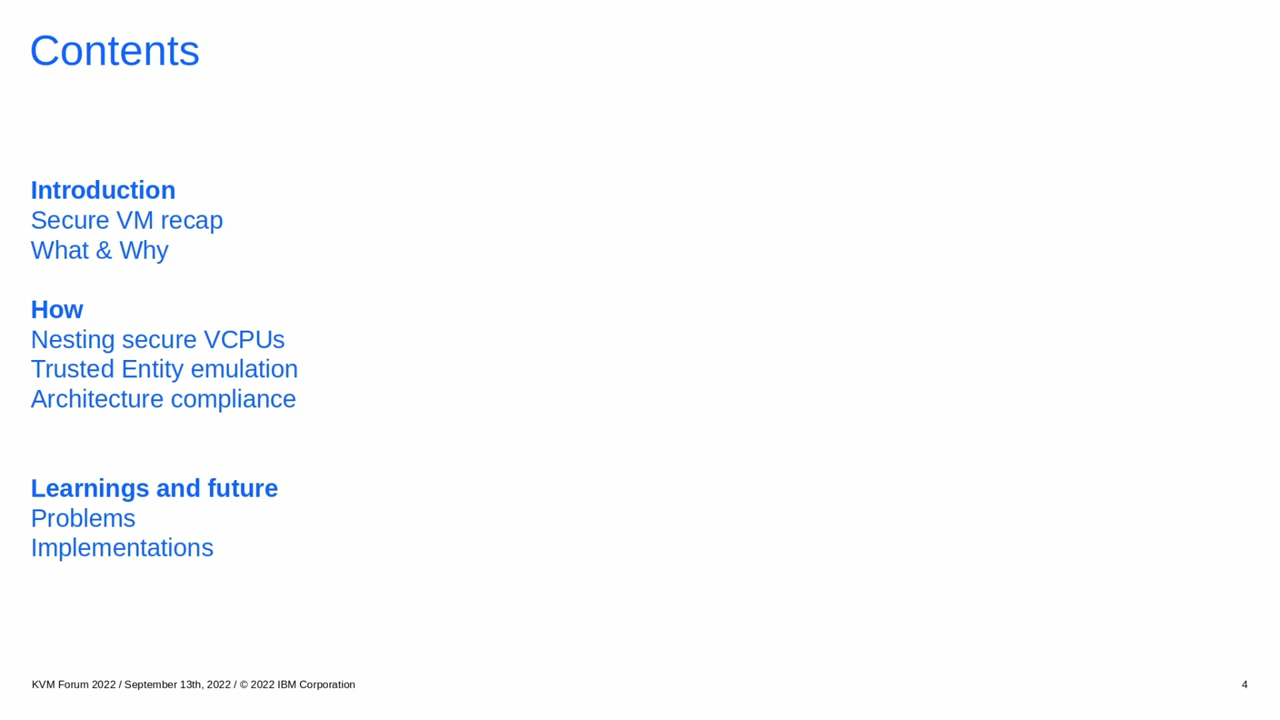 Contents
Introduction
Secure VM recap
What & Why
How
Nesting secure VCPUs
Trusted Entity emulation
Architecture compliance
Learnings and future
Problems
Implementations
KVM Forum 2022 / September 13th, 2022 / © 2022 IBM Corporation
4